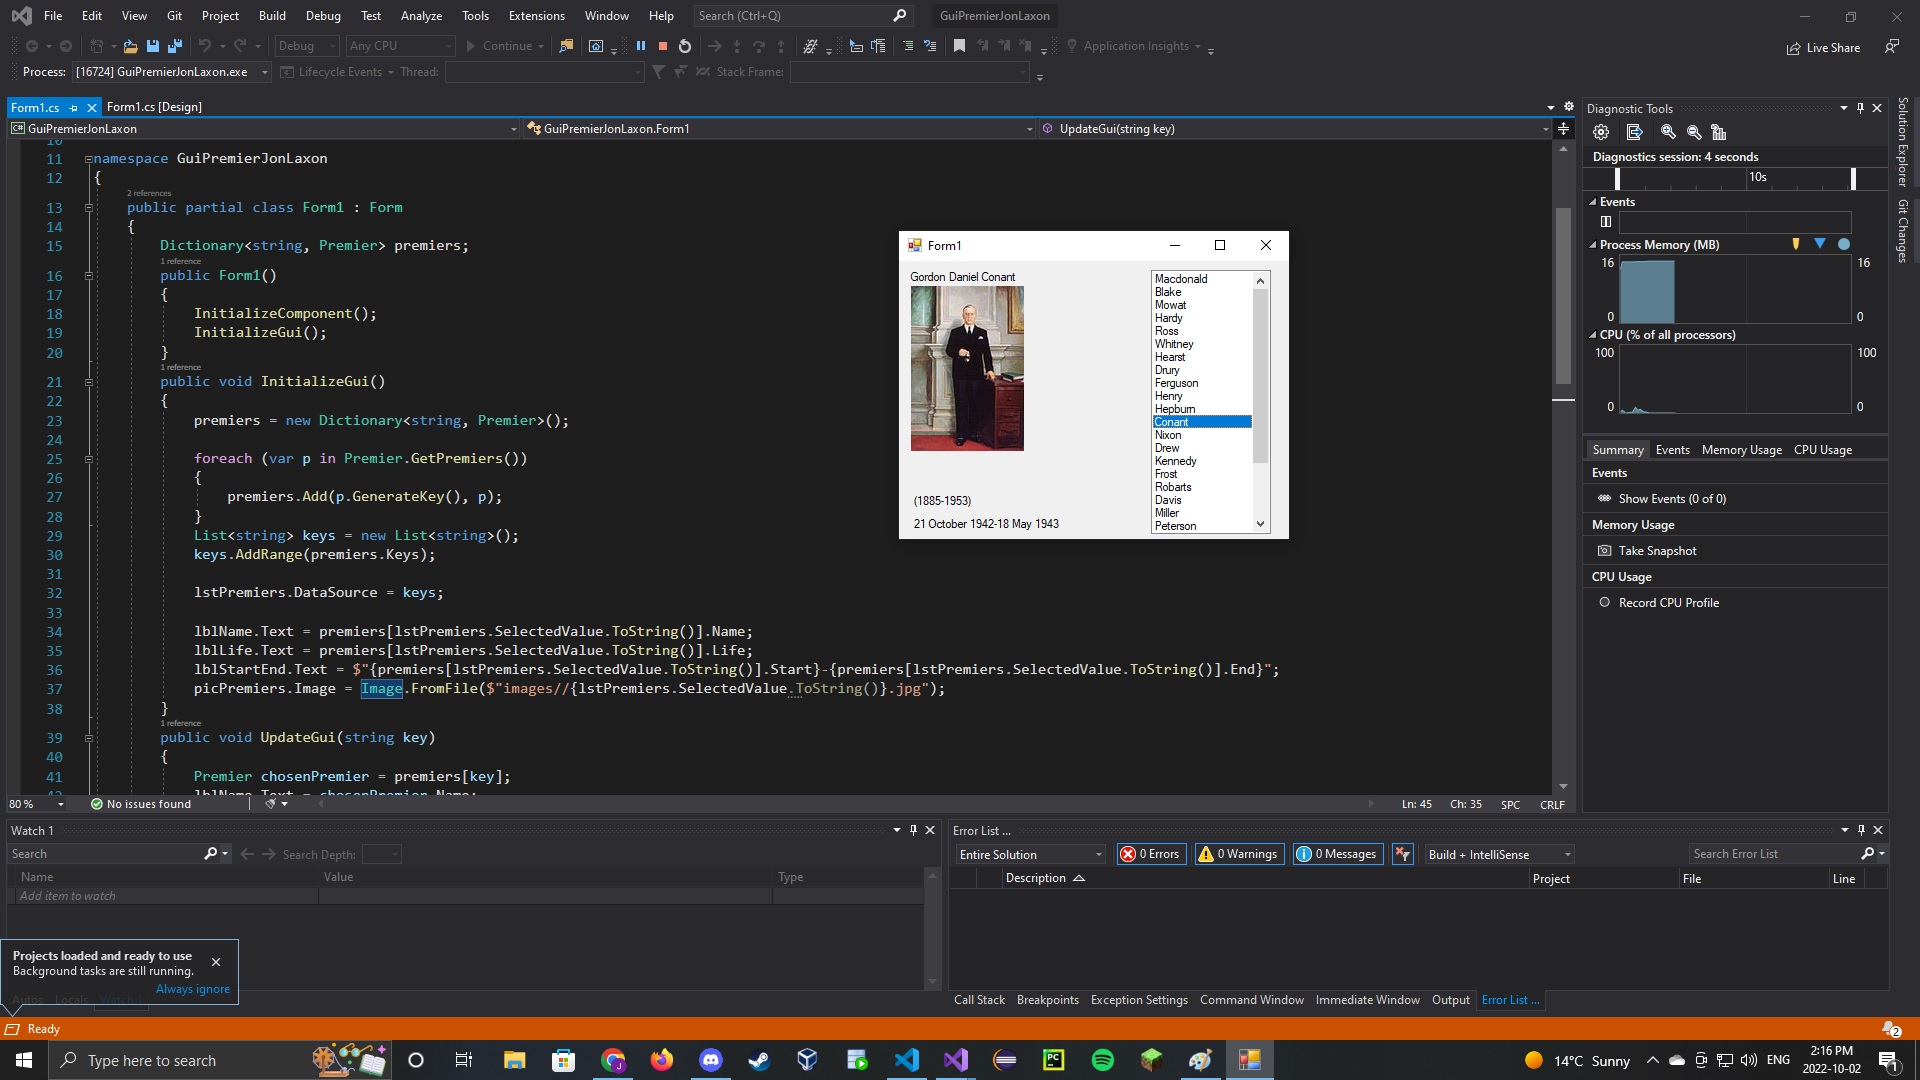 File Edit View Git Project Build Debug Test Analyze Tools Extensions Window Help Search (Ctrl+Q) GuiPremierJonLaxon
Debug Any CPU Continue Application Insights Live Share
Process: [16724] GuiPremierJonLaxon.exe Lifecycle Events Thread: Stack Frame:
Form1.cs Form1.cs [Design]
C# GuiPremierJonLaxon GuiPremierJonLaxon.Form1 UpdateGui(string key)
10
11 namespace GuiPremierJonLaxon
12 {
2 references
13 public partial class Form1 : Form
14 {
15 Dictionary<string, Premier> premiers;
1 reference
16 public Form1()
17 {
18 InitializeComponent();
19 InitializeGui();
20 }
1 reference
21 public void InitializeGui()
22 {
23 premiers = new Dictionary<string, Premier>();
24
25 foreach (var p in Premier.GetPremiers())
26 {
27 premiers.Add(p.GenerateKey(), p);
28 }
29 List<string> keys = new List<string>();
30 keys.AddRange(premiers.Keys);
31
32 lstPremiers.DataSource = keys;
33
34 lblName.Text = premiers[lstPremiers.SelectedValue.ToString()].Name;
35 lblLife.Text = premiers[lstPremiers.SelectedValue.ToString()].Life;
36 lblStartEnd.Text = $"{premiers[lstPremiers.SelectedValue.ToString()].Start}-{premiers[lstPremiers.SelectedValue.ToString()].End}";
37 picPremiers.Image = Image.FromFile($"images//{lstPremiers.SelectedValue.ToString()}.jpg");
38 }
1 reference
39 public void UpdateGui(string key)
40 {
41 Premier chosenPremier = premiers[key];
42 lblName.Text = chosenPremier.Name;
80 % No issues found Ln: 45 Ch: 35 SPC CRLF
Form1
Gordon Daniel Conant
(1885-1953)
21 October 1942-18 May 1943
Macdonald
Blake
Mowat
Hardy
Ross
Whitney
Hearst
Drury
Ferguson
Henry
Hepburn
Conant
Nixon
Drew
Kennedy
Frost
Robarts
Davis
Miller
Peterson
Diagnostic Tools
Diagnostics session: 4 seconds
10s
Events
Process Memory (MB)
16 16
0 0
CPU (% of all processors)
100 100
0 0
Summary Events Memory Usage CPU Usage
Events
Show Events (0 of 0)
Memory Usage
Take Snapshot
CPU Usage
Record CPU Profile
Solution Explorer
Git Changes
Watch 1
Search Search Depth:
Name Value Type
Add item to watch
Projects loaded and ready to use
Background tasks are still running.
Always ignore
Autos Locals Watch 1
Error List ...
Entire Solution 0 Errors 0 Warnings 0 Messages Build + IntelliSense Search Error List
Description Project File Line
Call Stack Breakpoints Exception Settings Command Window Immediate Window Output Error List ...
Ready 2
Type here to search 14°C Sunny ENG 2:16 PM
2022-10-02 1